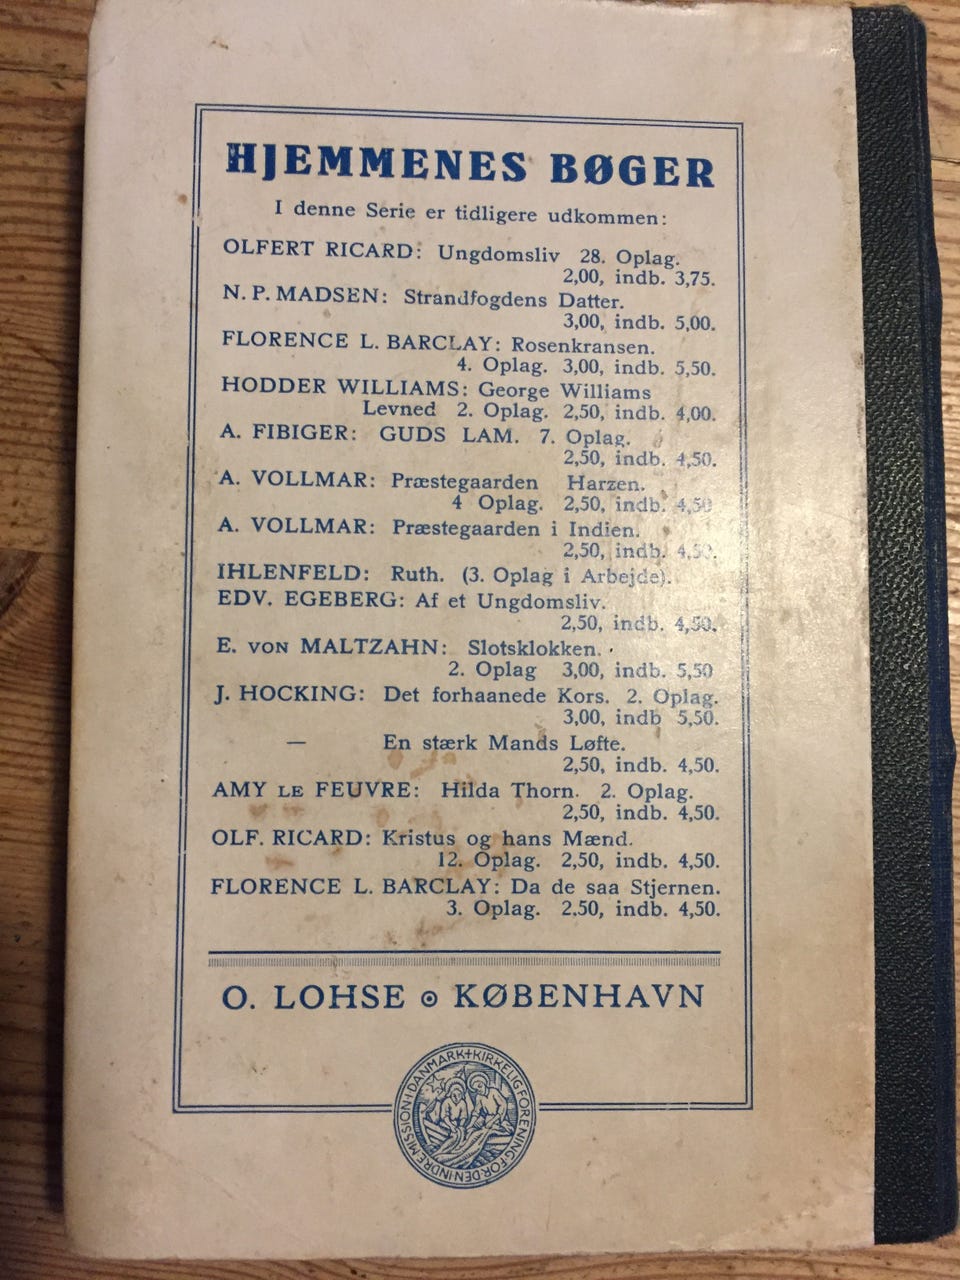 HJEMMENES BØGER
I denne Serie er tidligere udkommen:
OLFERT RICARD: Ungdomsliv 28. Oplag.
2,00, indb. 3,75.
N. P. MADSEN: Strandfogdens Datter.
3,00, indb. 5,00.
FLORENCE L. BARCLAY: Rosenkransen.
4. Oplag. 3,00, indb. 5,50.
HODDER WILLIAMS: George Williams
Levned 2. Oplag. 2,50, indb. 4,00.
A. FIBIGER: GUDS LAM. 7. Oplag.
2,50, indb. 4,50.
A. VOLLMAR: Præstegaarden Harzen.
4 Oplag. 2,50, indb. 4,50
A. VOLLMAR: Præstegaarden i Indien.
2,50, indb. 4,50.
IHLENFELD: Ruth. (3. Oplag i Arbejde).
EDV. EGEBERG: Af et Ungdomsliv.
2,50, indb. 4,50.
E. VON MALTZAHN: Slotsklokken.
2. Oplag 3,00, indb. 5,50
J. HOCKING: Det forhaanede Kors. 2. Oplag.
3,00, indb 5,50.
— En stærk Mands Løfte.
2,50, indb. 4,50.
AMY LE FEUVRE: Hilda Thorn. 2. Oplag.
2,50, indb. 4,50.
OLF. RICARD: Kristus og hans Mænd.
12. Oplag. 2,50, indb. 4,50.
FLORENCE L. BARCLAY: Da de saa Stjernen.
3. Oplag. 2,50, indb. 4,50.
O. LOHSE ⊙ KØBENHAVN
KIRKELIG·FORENING·FOR·DEN·INDRE·MISSION·I·DANMARK+